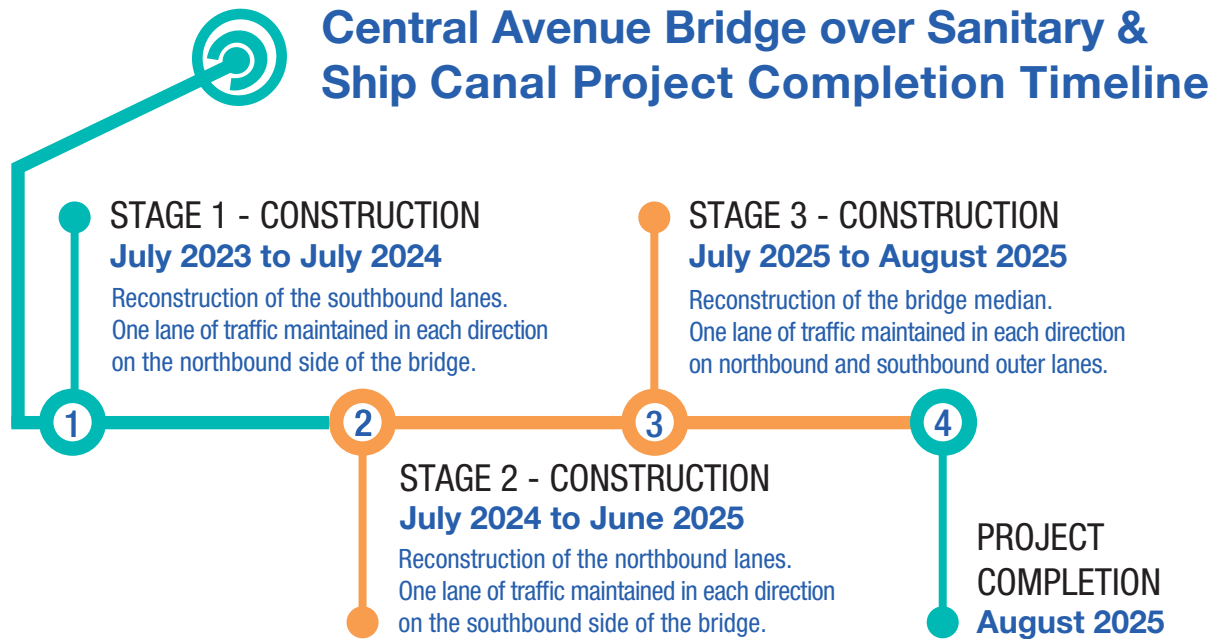 Central Avenue Bridge over Sanitary &
Ship Canal Project Completion Timeline
STAGE 1 - CONSTRUCTION
July 2023 to July 2024
Reconstruction of the southbound lanes.
One lane of traffic maintained in each direction
on the northbound side of the bridge.
STAGE 3 - CONSTRUCTION
July 2025 to August 2025
Reconstruction of the bridge median.
One lane of traffic maintained in each direction
on northbound and southbound outer lanes.
1
2
3
4
STAGE 2 - CONSTRUCTION
July 2024 to June 2025
Reconstruction of the northbound lanes.
One lane of traffic maintained in each direction
on the southbound side of the bridge.
PROJECT
COMPLETION
August 2025